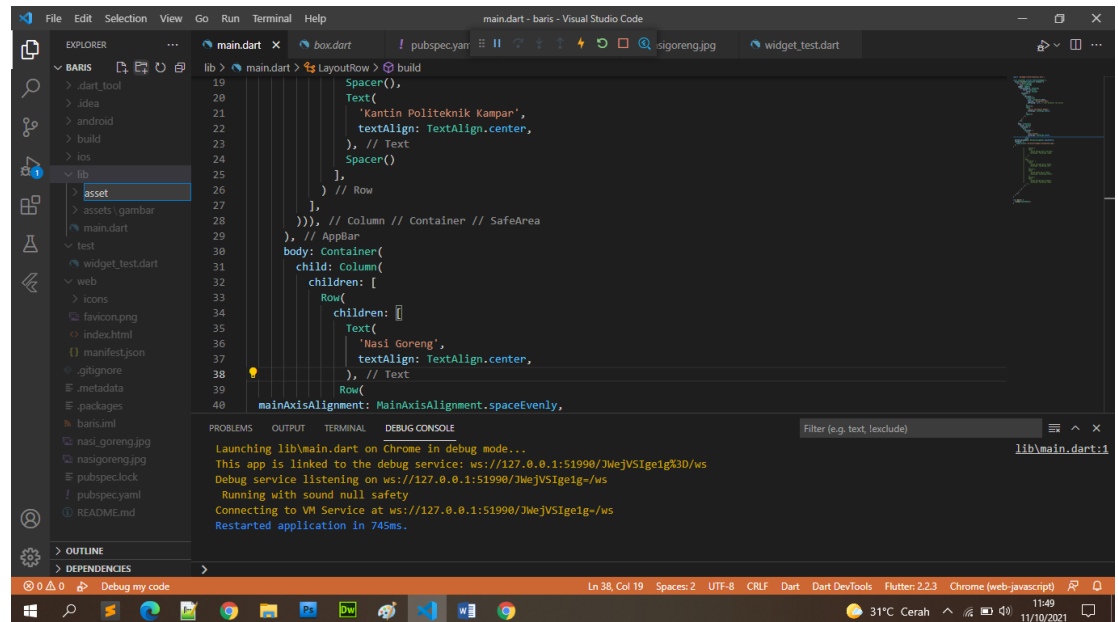 File Edit Selection View Go Run Terminal Help main.dart - baris - Visual Studio Code
EXPLORER
main.dart box.dart ! pubspec.yam sigoreng.jpg widget_test.dart
BARIS
lib > main.dart > LayoutRow > build
.dart_tool
.idea
android
build
ios
lib
asset
assets \ gambar
main.dart
test
widget_test.dart
web
icons
favicon.png
index.html
manifest.json
.gitignore
.metadata
.packages
baris.iml
nasi_goreng.jpg
nasigoreng.jpg
pubspec.lock
! pubspec.yaml
README.md
OUTLINE
DEPENDENCIES
1
19 Spacer(),
20 Text(
21 'Kantin Politeknik Kampar',
22 textAlign: TextAlign.center,
23 ), // Text
24 Spacer()
25 ],
26 ) // Row
27 ],
28 ))), // Column // Container // SafeArea
29 ), // AppBar
30 body: Container(
31 child: Column(
32 children: [
33 Row(
34 children: [
35 Text(
36 'Nasi Goreng',
37 textAlign: TextAlign.center,
38 ), // Text
39 Row(
40 mainAxisAlignment: MainAxisAlignment.spaceEvenly,
PROBLEMS OUTPUT TERMINAL DEBUG CONSOLE Filter (e.g. text, !exclude)
Launching lib\main.dart on Chrome in debug mode... lib\main.dart:1
This app is linked to the debug service: ws://127.0.0.1:51990/JWejVSIge1g%3D/ws
Debug service listening on ws://127.0.0.1:51990/JWejVSIge1g=/ws
Running with sound null safety
Connecting to VM Service at ws://127.0.0.1:51990/JWejVSIge1g=/ws
Restarted application in 745ms.
>
0 0 Debug my code Ln 38, Col 19 Spaces: 2 UTF-8 CRLF Dart Dart DevTools Flutter: 2.2.3 Chrome (web-javascript)
Ps Dw 31°C Cerah 11:49
11/10/2021